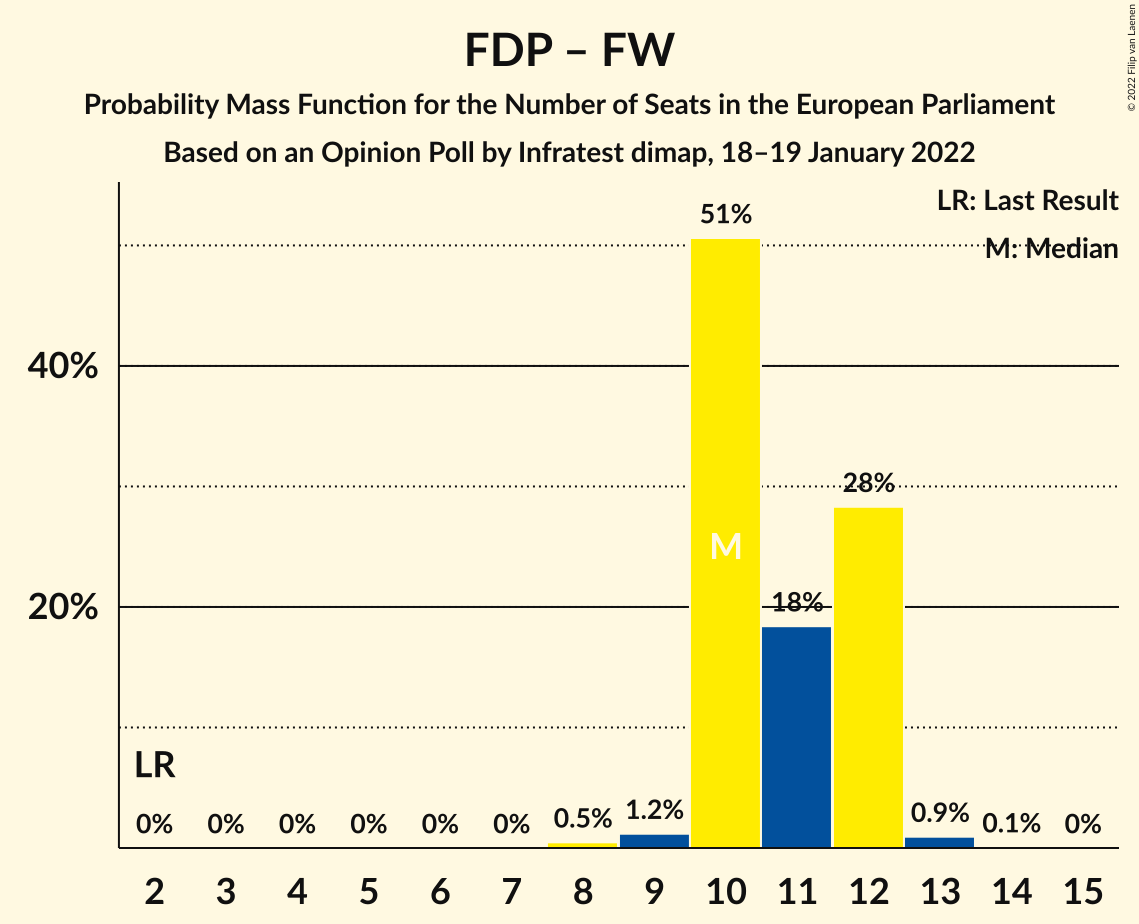 FDP – FW
Probability Mass Function for the Number of Seats in the European Parliament
Based on an Opinion Poll by Infratest dimap, 18–19 January 2022
© 2022 Filip van Laenen
LR: Last Result
M: Median
51%
40%
28%
M
20%
18%
LR
0% 0% 0% 0% 0% 0% 0.5% 1.2% 0.9% 0.1% 0%
2 3 4 5 6 7 8 9 10 11 12 13 14 15